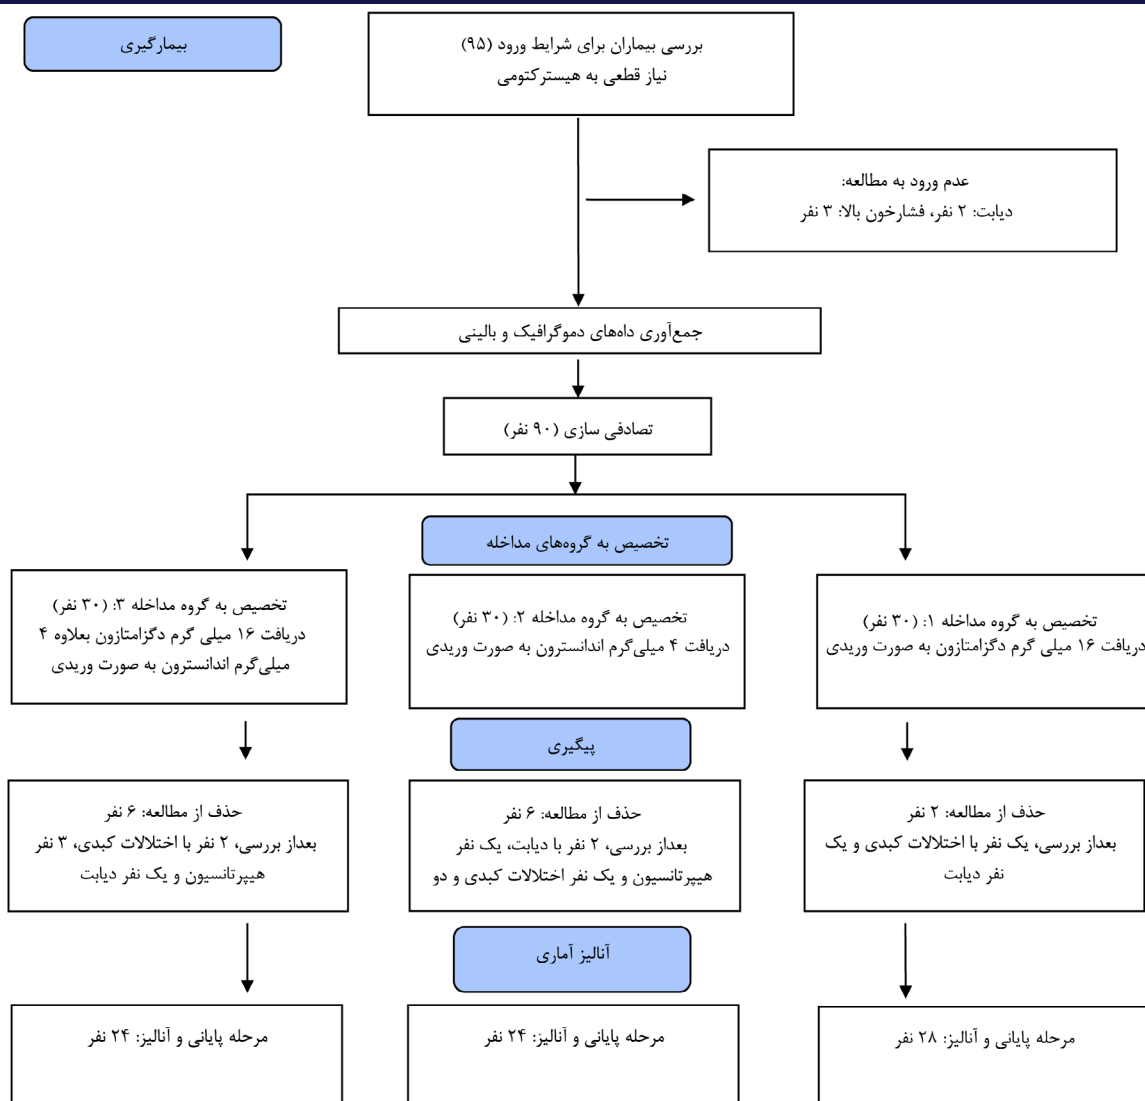 بیمارگیری
بررسی بیماران برای شرایط ورود (۹۵)
نیاز قطعی به هیسترکتومی
عدم ورود به مطالعه:
دیابت: ۲ نفر، فشارخون بالا: ۳ نفر
جمع‌آوری داه‌های دموگرافیک و بالینی
تصادفی سازی (۹۰ نفر)
تخصیص به گروه‌های مداخله
تخصیص به گروه مداخله ۱: (۳۰ نفر)
دریافت ۱۶ میلی گرم دگزامتازون به صورت وریدی
تخصیص به گروه مداخله ۲: (۳۰ نفر)
دریافت ۴ میلی‌گرم اندانسترون به صورت وریدی
تخصیص به گروه مداخله ۳: (۳۰ نفر)
دریافت ۱۶ میلی گرم دگزامتازون بعلاوه ۴
میلی‌گرم اندانسترون به صورت وریدی
پیگیری
حذف از مطالعه: ۲ نفر
بعداز بررسی، یک نفر با اختلالات کبدی و یک
نفر دیابت
حذف از مطالعه: ۶ نفر
بعداز بررسی، ۲ نفر با دیابت، یک نفر
هیپرتانسیون و یک نفر اختلالات کبدی و دو
حذف از مطالعه: ۶ نفر
بعداز بررسی، ۲ نفر با اختلالات کبدی، ۳ نفر
هیپرتانسیون و یک نفر دیابت
آنالیز آماری
مرحله پایانی و آنالیز: ۲۸ نفر
مرحله پایانی و آنالیز: ۲۴ نفر
مرحله پایانی و آنالیز: ۲۴ نفر